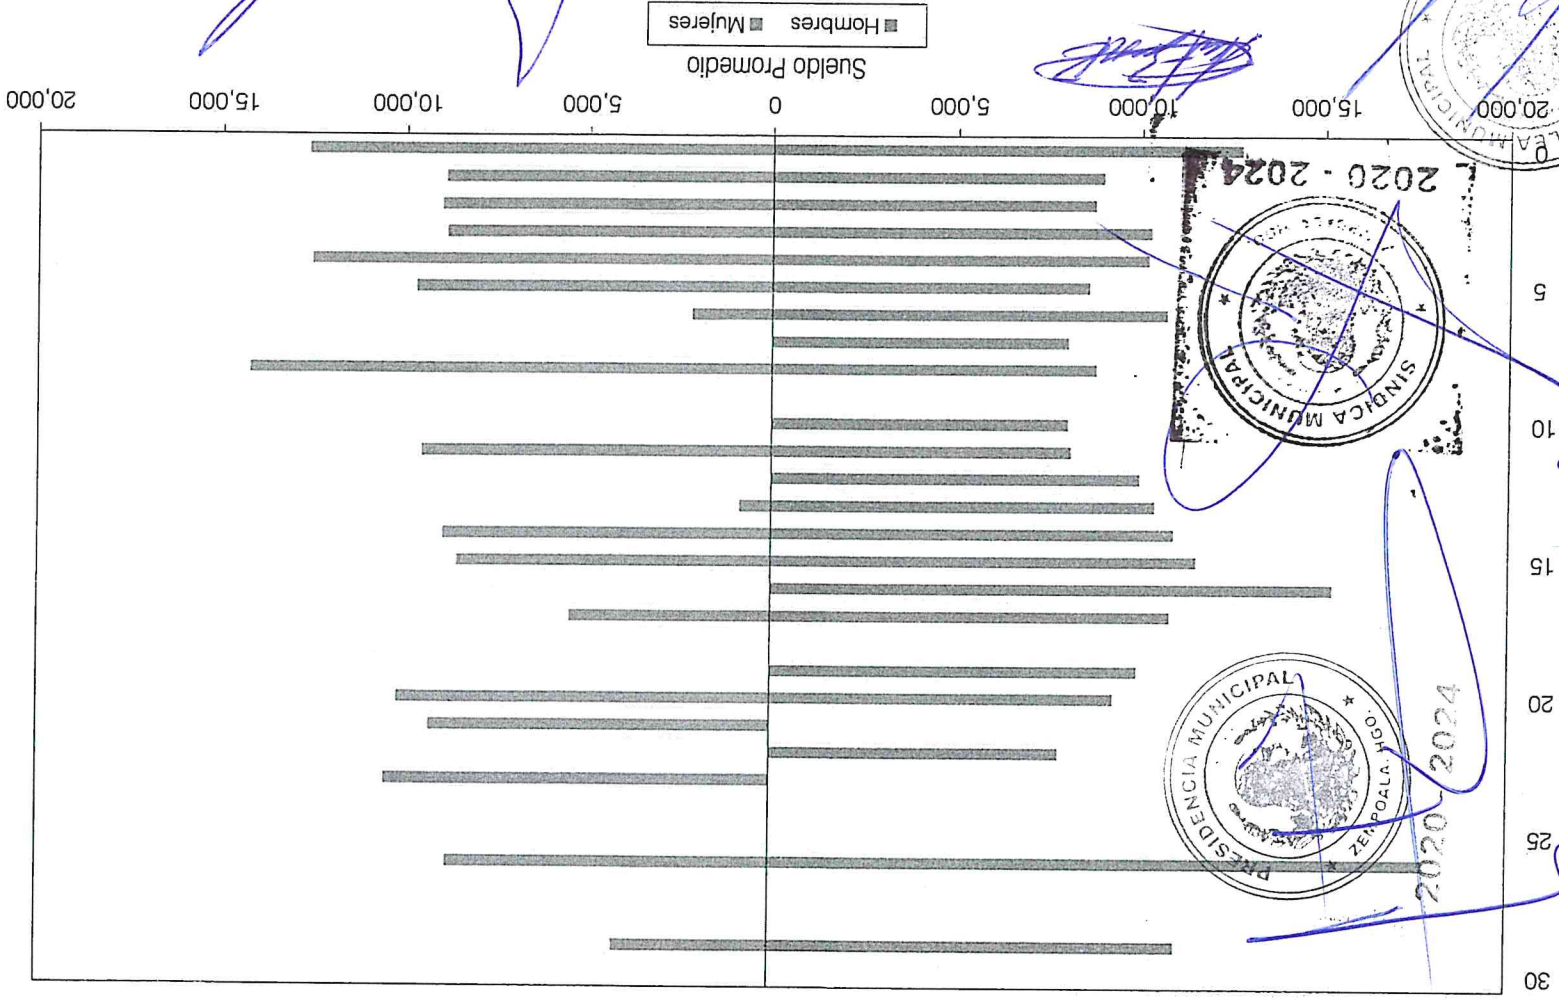 30
25
20
15
10
5
0
20,000 15,000 10,000 5,000 0 5,000 10,000 15,000 20,000
Sueldo Promedio
Hombres Mujeres
PRESIDENCIA MUNICIPAL
ZEMPOALA, HGO.
2020-2024
SINDICA MUNICIPAL
2020 - 2024
MUNICIPAL